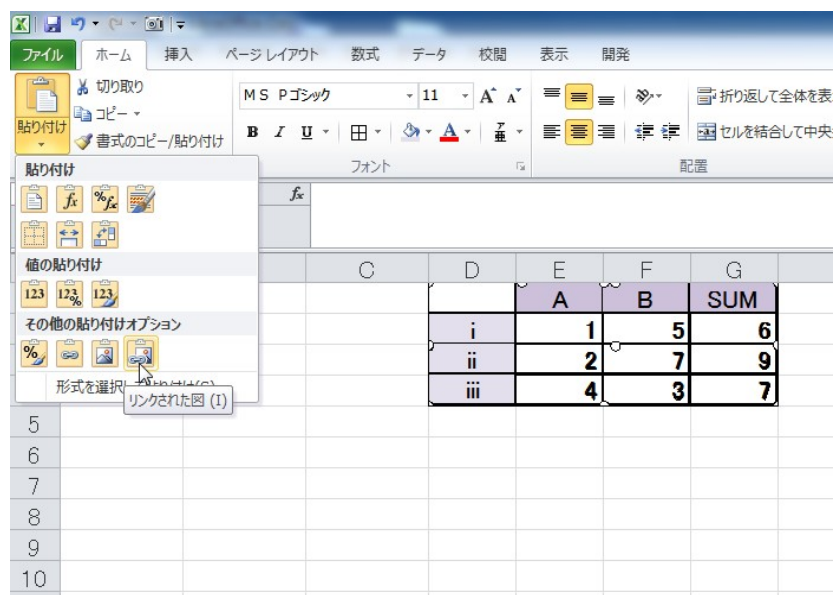 ファイル ホーム 挿入 ページ レイアウト 数式 データ 校閲 表示 開発
貼り付け
切り取り
コピー
書式のコピー/貼り付け
MS Pゴシック 11 A A
B I U A
フォント
折り返して全体を表
セルを結合して中央
配置
貼り付け
fx %fx
値の貼り付け
123 123% 123
その他の貼り付けオプション
%
形式を選択
リンクされた図 (I)
fx
C D E F G
A B SUM
i 1 5 6
ii 2 7 9
iii 4 3 7
5
6
7
8
9
10